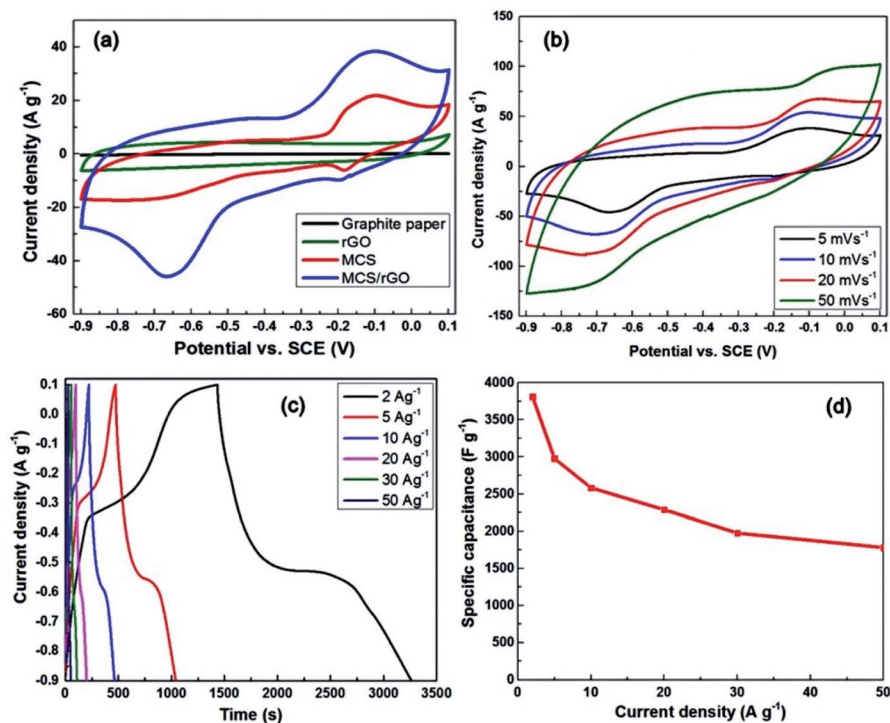 (a)
40
20
0
-20
-40
-60
Current density (A g⁻¹)
Graphite paper
rGO
MCS
MCS/rGO
-0.9 -0.8 -0.7 -0.6 -0.5 -0.4 -0.3 -0.2 -0.1 0.0 0.1
Potential vs. SCE (V)
(b)
150
100
50
0
-50
-100
-150
Current density (A g⁻¹)
5 mVs⁻¹
10 mVs⁻¹
20 mVs⁻¹
50 mVs⁻¹
-0.9 -0.8 -0.7 -0.6 -0.5 -0.4 -0.3 -0.2 -0.1 0.0 0.1
Potential vs. SCE (V)
(c)
0.1
0.0
-0.1
-0.2
-0.3
-0.4
-0.5
-0.6
-0.7
-0.8
-0.9
Current density (A g⁻¹)
2 Ag⁻¹
5 Ag⁻¹
10 Ag⁻¹
20 Ag⁻¹
30 Ag⁻¹
50 Ag⁻¹
0 500 1000 1500 2000 2500 3000 3500
Time (s)
(d)
4000
3500
3000
2500
2000
1500
1000
500
0
Specific capacitance (F g⁻¹)
0 10 20 30 40 50
Current density (A g⁻¹)